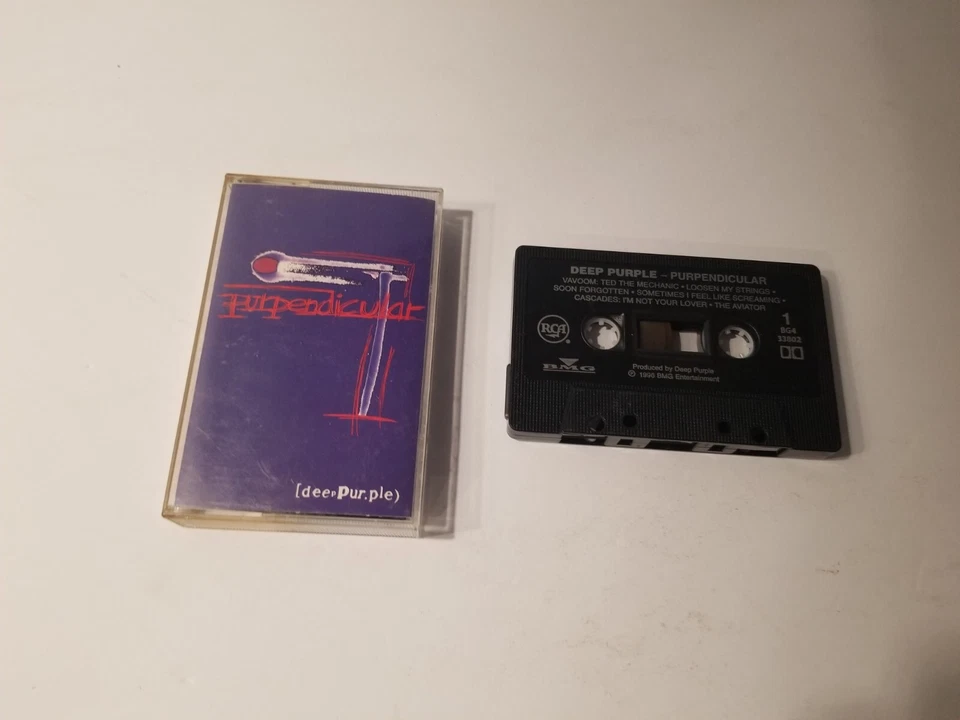 purpendicular
[deepPur.ple)
DEEP PURPLE – PURPENDICULAR
VAVOOM: TED THE MECHANIC • LOOSEN MY STRINGS •
SOON FORGOTTEN • SOMETIMES I FEEL LIKE SCREAMING •
CASCADES: I'M NOT YOUR LOVER • THE AVIATOR
RCA
1
BG4
33802
BMG
Produced by Deep Purple
℗ 1996 BMG Entertainment